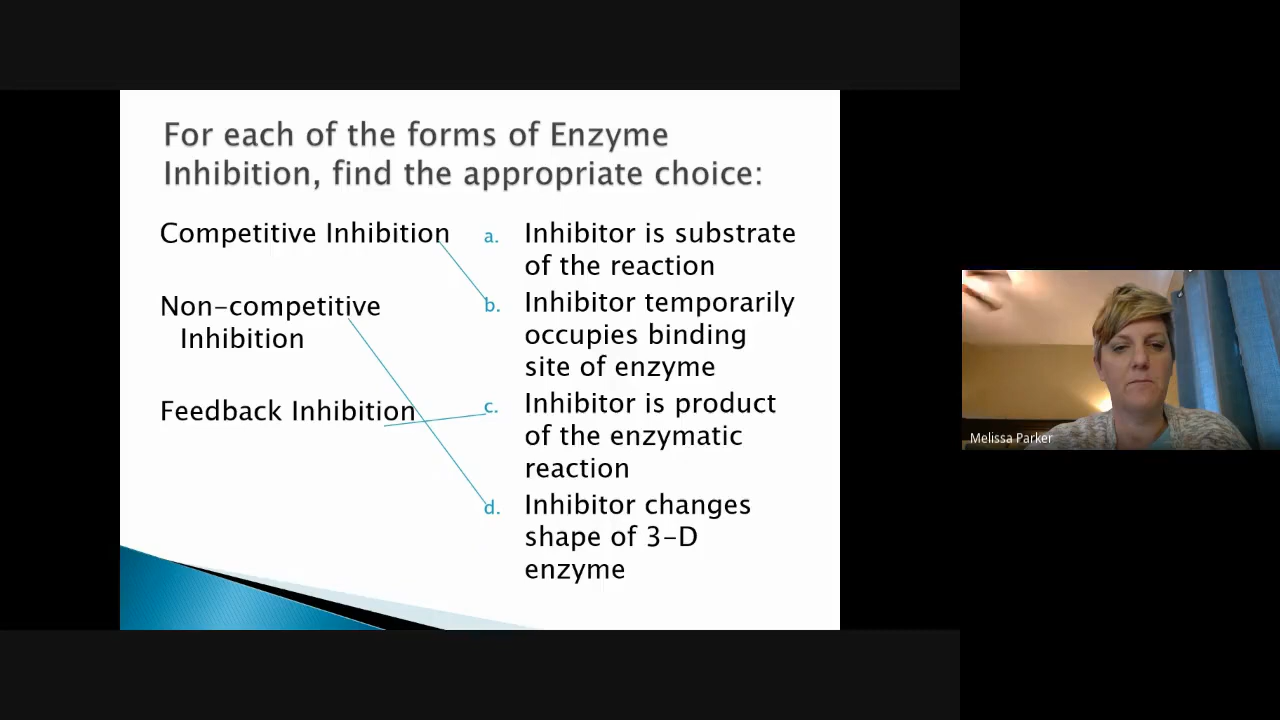 For each of the forms of Enzyme
Inhibition, find the appropriate choice:
Competitive Inhibition
Non-competitive
Inhibition
Feedback Inhibition
a. Inhibitor is substrate
of the reaction
b. Inhibitor temporarily
occupies binding
site of enzyme
c. Inhibitor is product
of the enzymatic
reaction
d. Inhibitor changes
shape of 3-D
enzyme
Melissa Parker